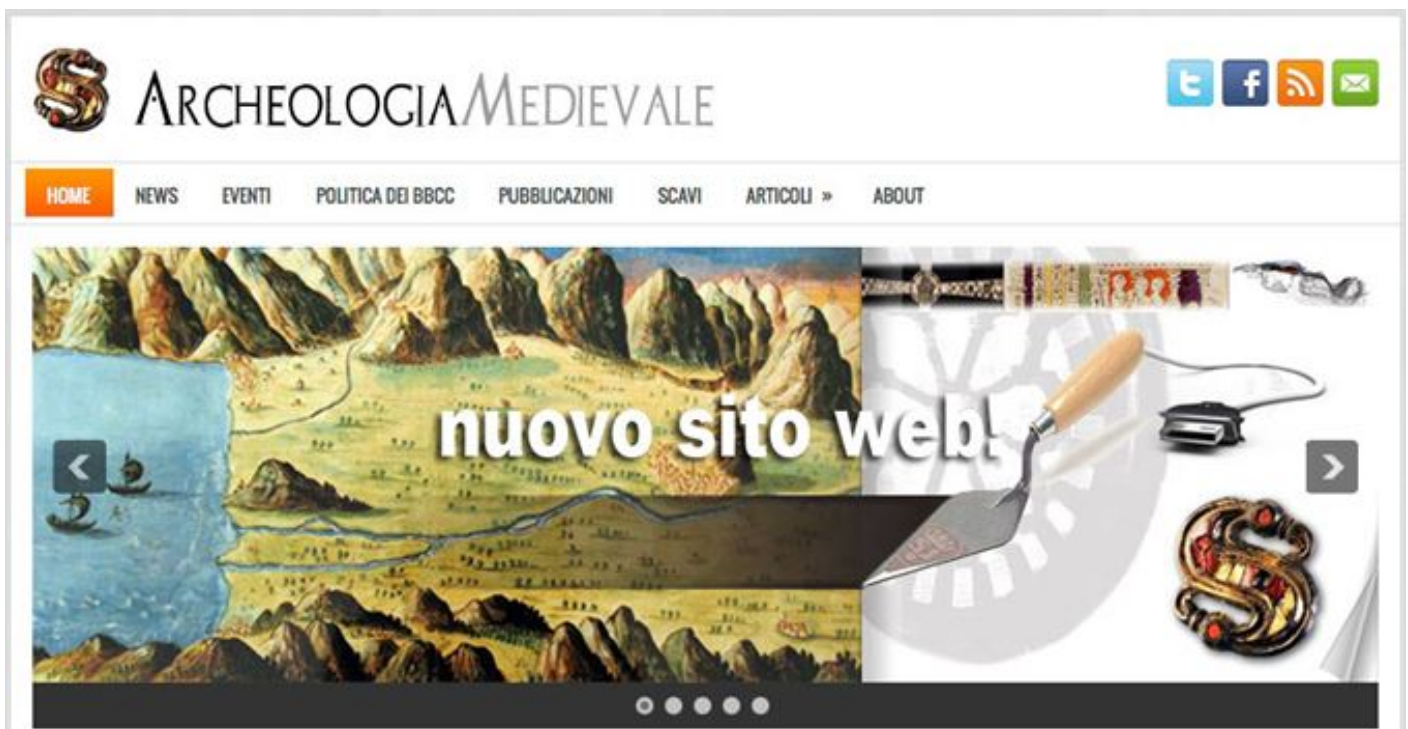 ARCHEOLOGIAMEDIEVALE
HOME NEWS EVENTI POLITICA DEI BBCC PUBBLICAZIONI SCAVI ARTICOLI » ABOUT
nuovo sito web!